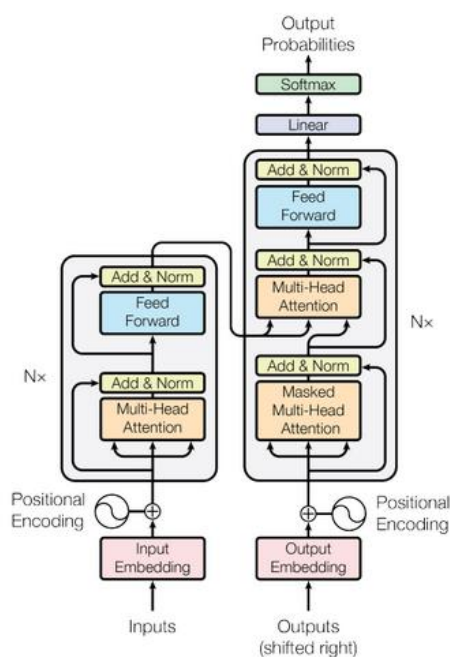 Output
Probabilities
Softmax
Linear
Add & Norm
Feed
Forward
Add & Norm
Multi-Head
Attention
Add & Norm
Masked
Multi-Head
Attention
N×
Add & Norm
Feed
Forward
Add & Norm
Multi-Head
Attention
N×
Positional
Encoding
Positional
Encoding
Input
Embedding
Output
Embedding
Inputs
Outputs
(shifted right)